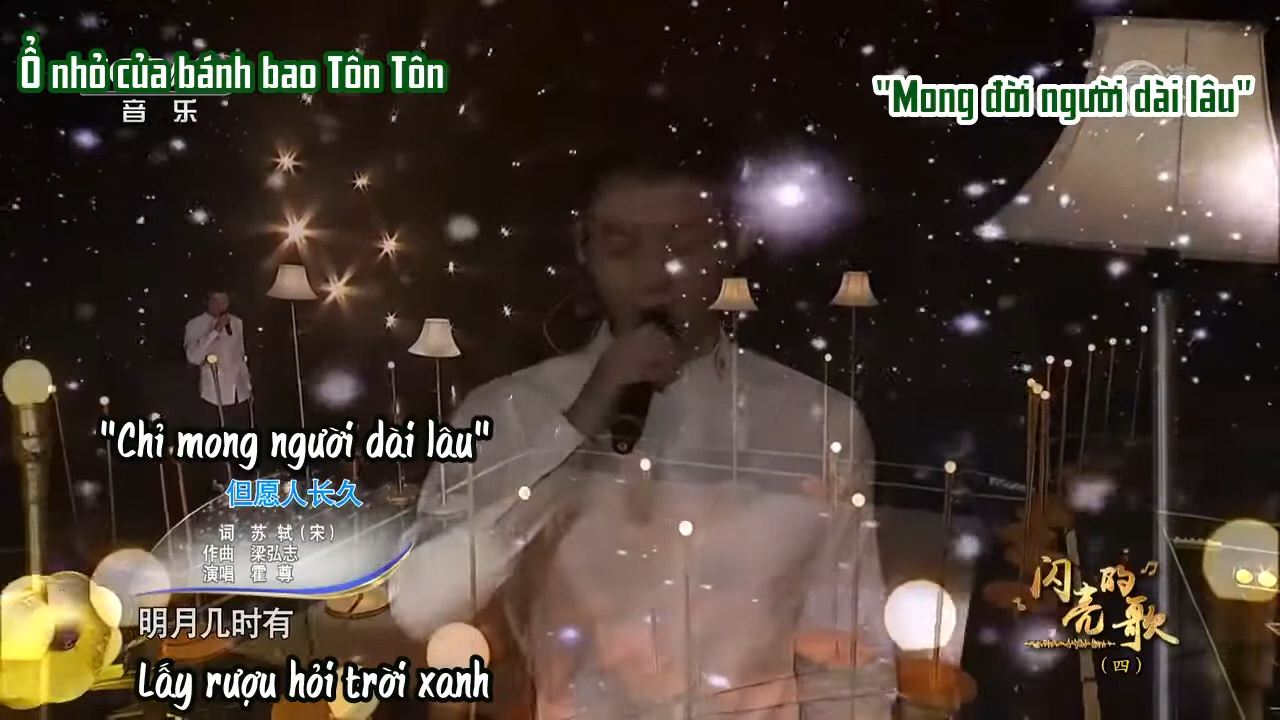 Ổ nhỏ của bánh bao Tôn Tôn
音乐
"Mong đời người dài lâu"
"Chỉ mong người dài lâu"
但愿人长久
词 苏轼(宋)
作曲 梁弘志
演唱 霍尊
明月几时有
Lấy rượu hỏi trời xanh
闪亮的歌
(四)